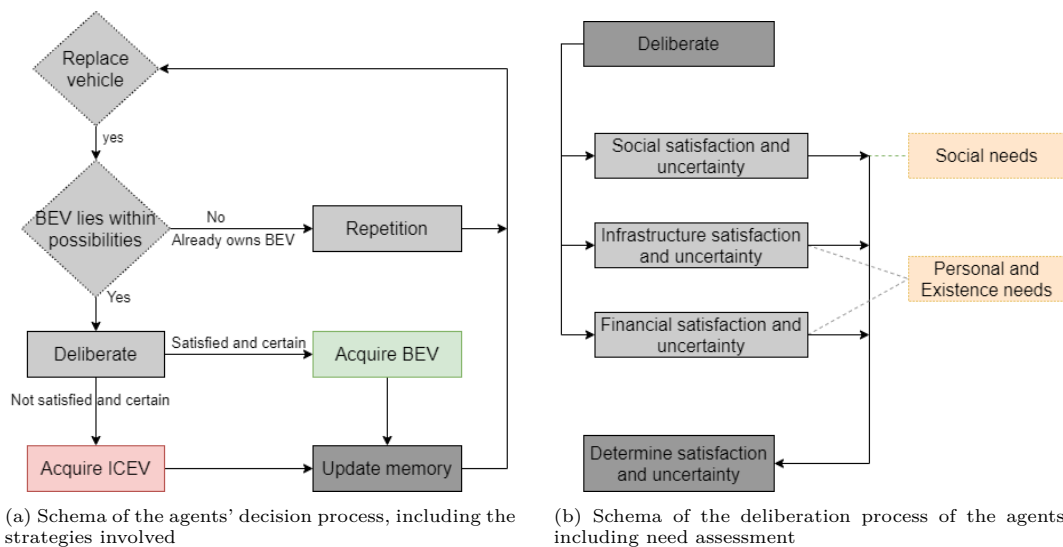 Replace
vehicle
yes
BEV lies within
possibilities
No
Already owns BEV
Repetition
Yes
Deliberate
Satisfied and certain
Acquire BEV
Not satisfied and certain
Acquire ICEV
Update memory
(a) Schema of the agents' decision process, including the
strategies involved
Deliberate
Social satisfaction and
uncertainty
Social needs
Infrastructure satisfaction
and uncertainty
Personal and
Existence needs
Financial satisfaction and
uncertainty
Determine satisfaction
and uncertainty
(b) Schema of the deliberation process of the agents
including need assessment